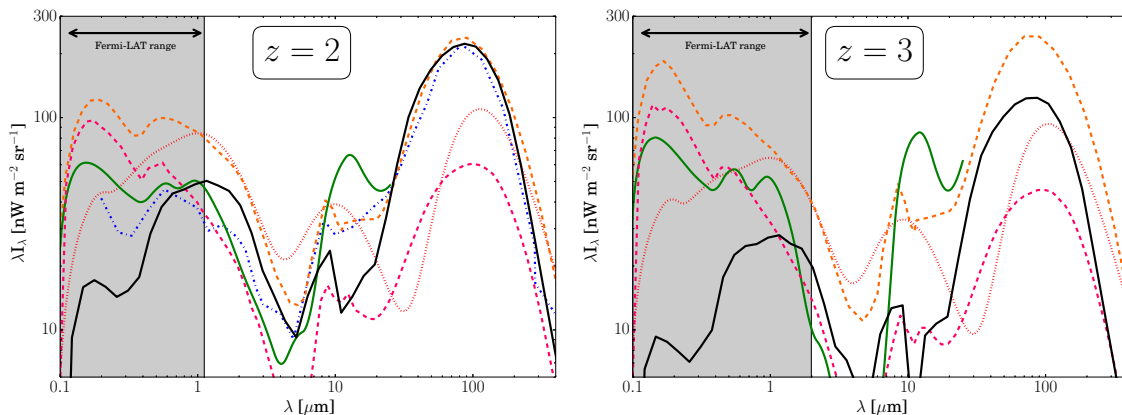 300
100
10
λI_λ [nW m⁻² sr⁻¹]
Fermi-LAT range
z = 2
0.1 1 10 100
λ [μm]
300
100
10
λI_λ [nW m⁻² sr⁻¹]
Fermi-LAT range
z = 3
0.1 1 10 100
λ [μm]